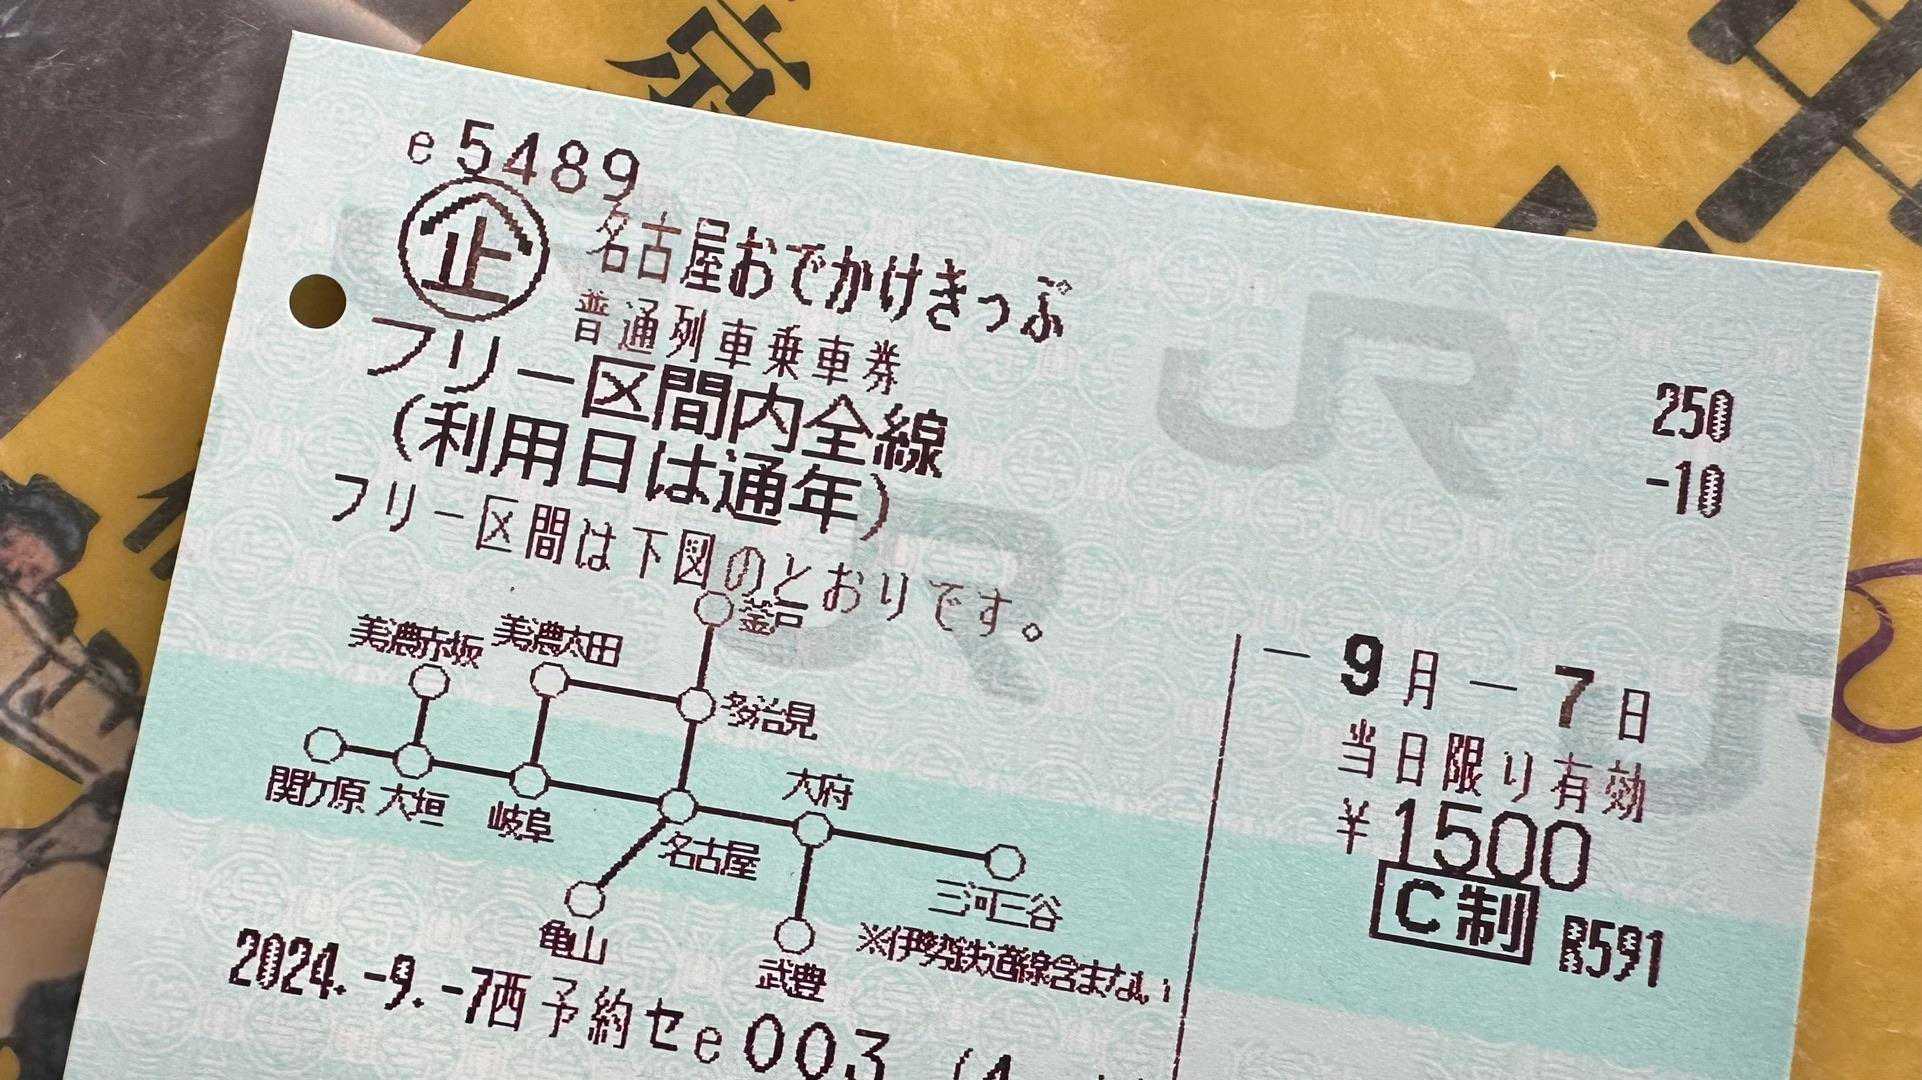 e5489
企 名古屋おでかけきっぷ
普通列車乗車券
フリー区間内全線
(利用日は通年)
フリー区間は下図のとおりです。
250
-10
釜戸
美濃赤坂 美濃太田
多治見
関ケ原 大垣 岐阜 名古屋 大府
三河三谷
亀山
武豊
※伊勢鉄道線含まない
- 9月 - 7日
当日限り有効
¥1500
C制 R591
2024.-9.-7西予約セe003 (4
JR
JR